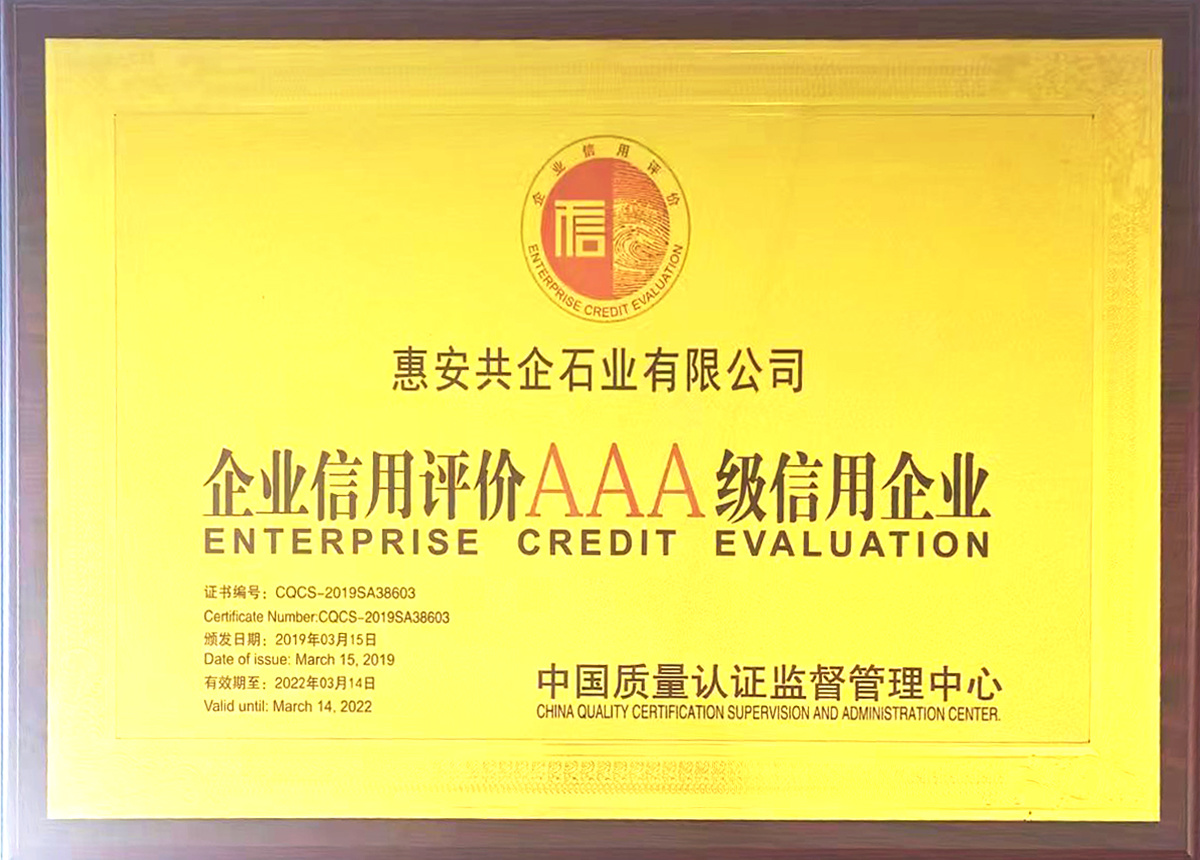 企业信用评价
信
ENTERPRISE CREDIT EVALUATION
惠安共企石业有限公司
企业信用评价AAA级信用企业
ENTERPRISE CREDIT EVALUATION
证书编号：CQCS-2019SA38603
Certificate Number:CQCS-2019SA38603
颁发日期：2019年03月15日
Date of issue: March 15, 2019
有效期至：2022年03月14日
Valid until: March 14, 2022
中国质量认证监督管理中心
CHINA QUALITY CERTIFICATION SUPERVISION AND ADMINISTRATION CENTER.